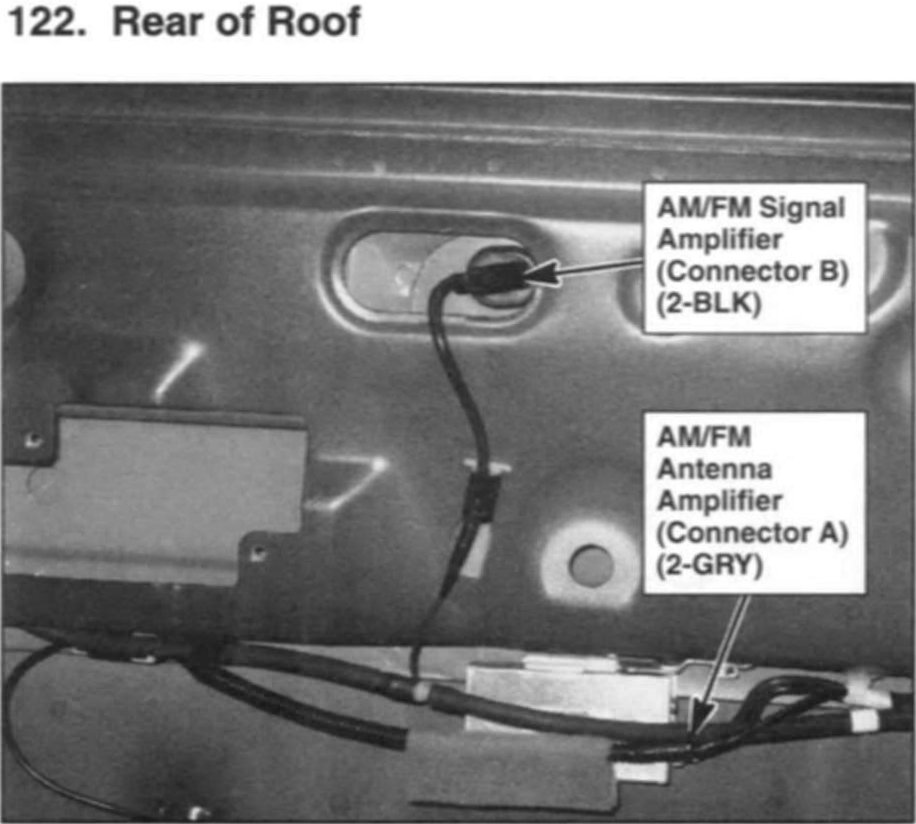 122. Rear of Roof
AM/FM Signal
Amplifier
(Connector B)
(2-BLK)
AM/FM
Antenna
Amplifier
(Connector A)
(2-GRY)